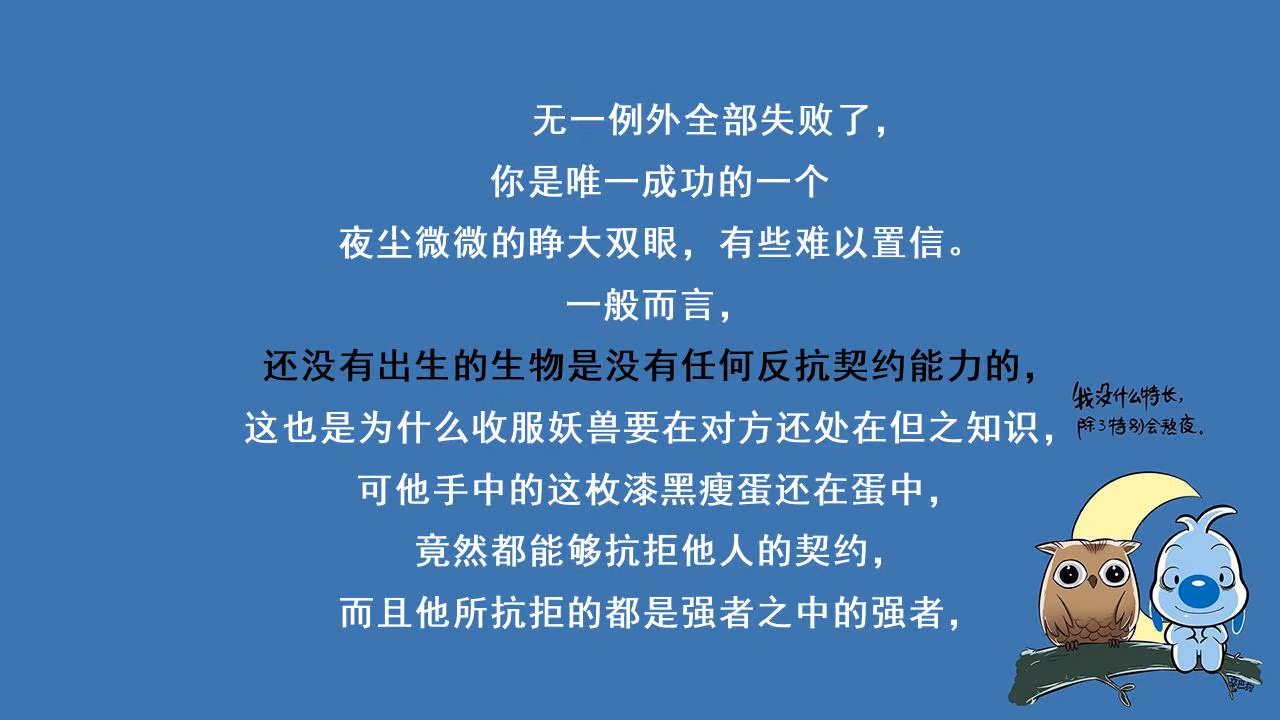 无一例外全部失败了，
你是唯一成功的一个
夜尘微微的睁大双眼，有些难以置信。
一般而言，
还没有出生的生物是没有任何反抗契约能力的，
这也是为什么收服妖兽要在对方还处在但之知识，
可他手中的这枚漆黑瘦蛋还在蛋中，
竟然都能够抗拒他人的契约，
而且他所抗拒的都是强者之中的强者，
我没什么特长，
除了特别会熬夜。